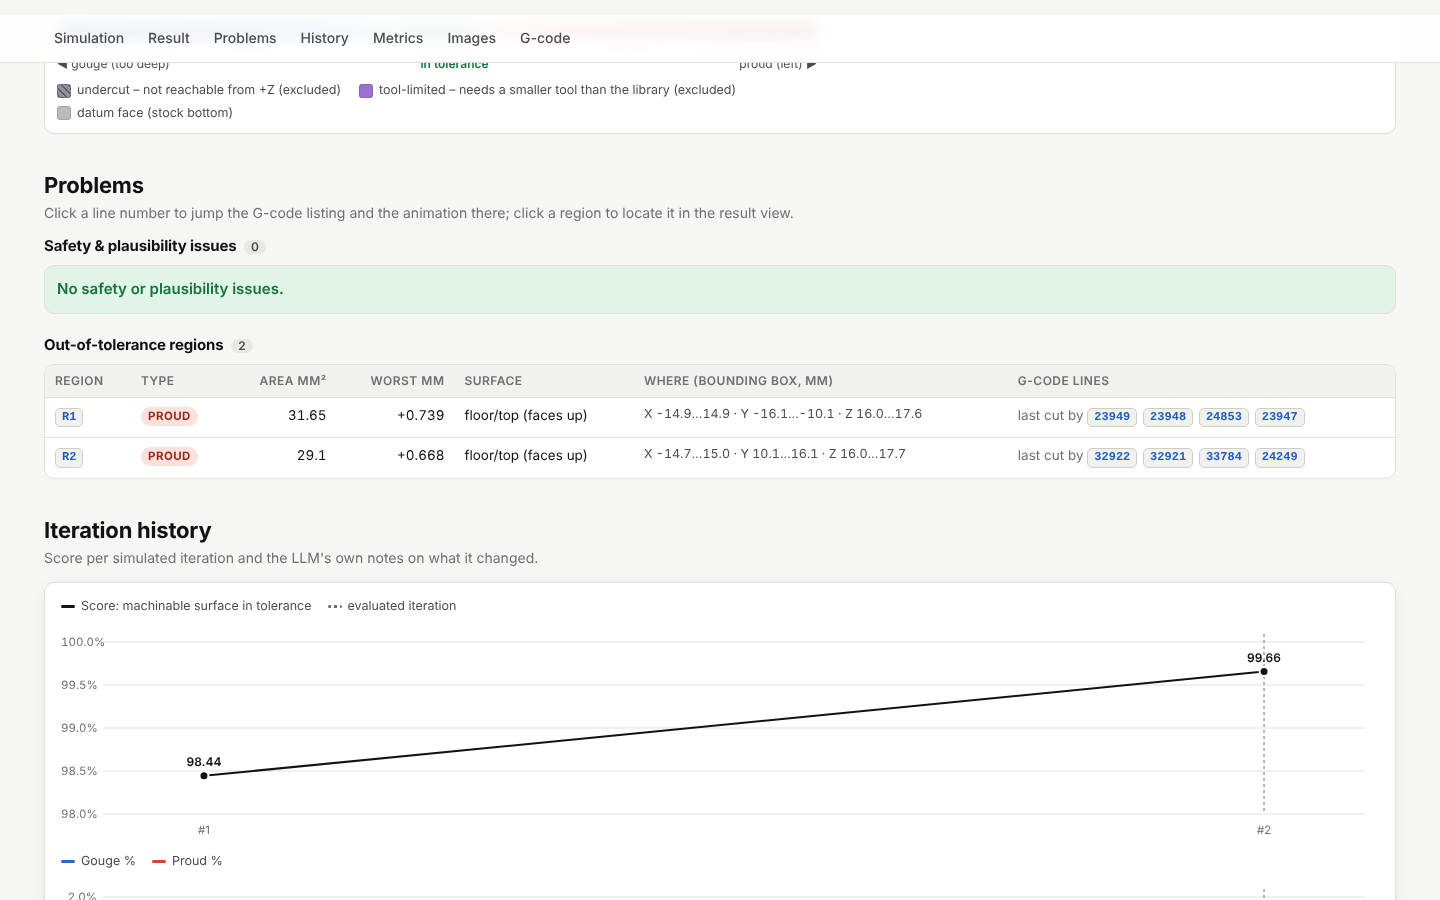 Simulation Result Problems History Metrics Images G-code
◀ gouge (too deep) in tolerance proud (left) ▶
undercut – not reachable from +Z (excluded) tool-limited – needs a smaller tool than the library (excluded)
datum face (stock bottom)
Problems
Click a line number to jump the G-code listing and the animation there; click a region to locate it in the result view.
Safety & plausibility issues 0
No safety or plausibility issues.
Out-of-tolerance regions 2
REGION TYPE AREA MM² WORST MM SURFACE WHERE (BOUNDING BOX, MM) G-CODE LINES
R1 PROUD 31.65 +0.739 floor/top (faces up) X -14.9…14.9 · Y -16.1…-10.1 · Z 16.0…17.6 last cut by 23949 23948 24853 23947
R2 PROUD 29.1 +0.668 floor/top (faces up) X -14.7…15.0 · Y 10.1…16.1 · Z 16.0…17.7 last cut by 32922 32921 33784 24249
Iteration history
Score per simulated iteration and the LLM's own notes on what it changed.
Score: machinable surface in tolerance evaluated iteration
100.0%
99.66
99.5%
99.0%
98.44
98.5%
98.0%
#1 #2
Gouge % Proud %
2.0%